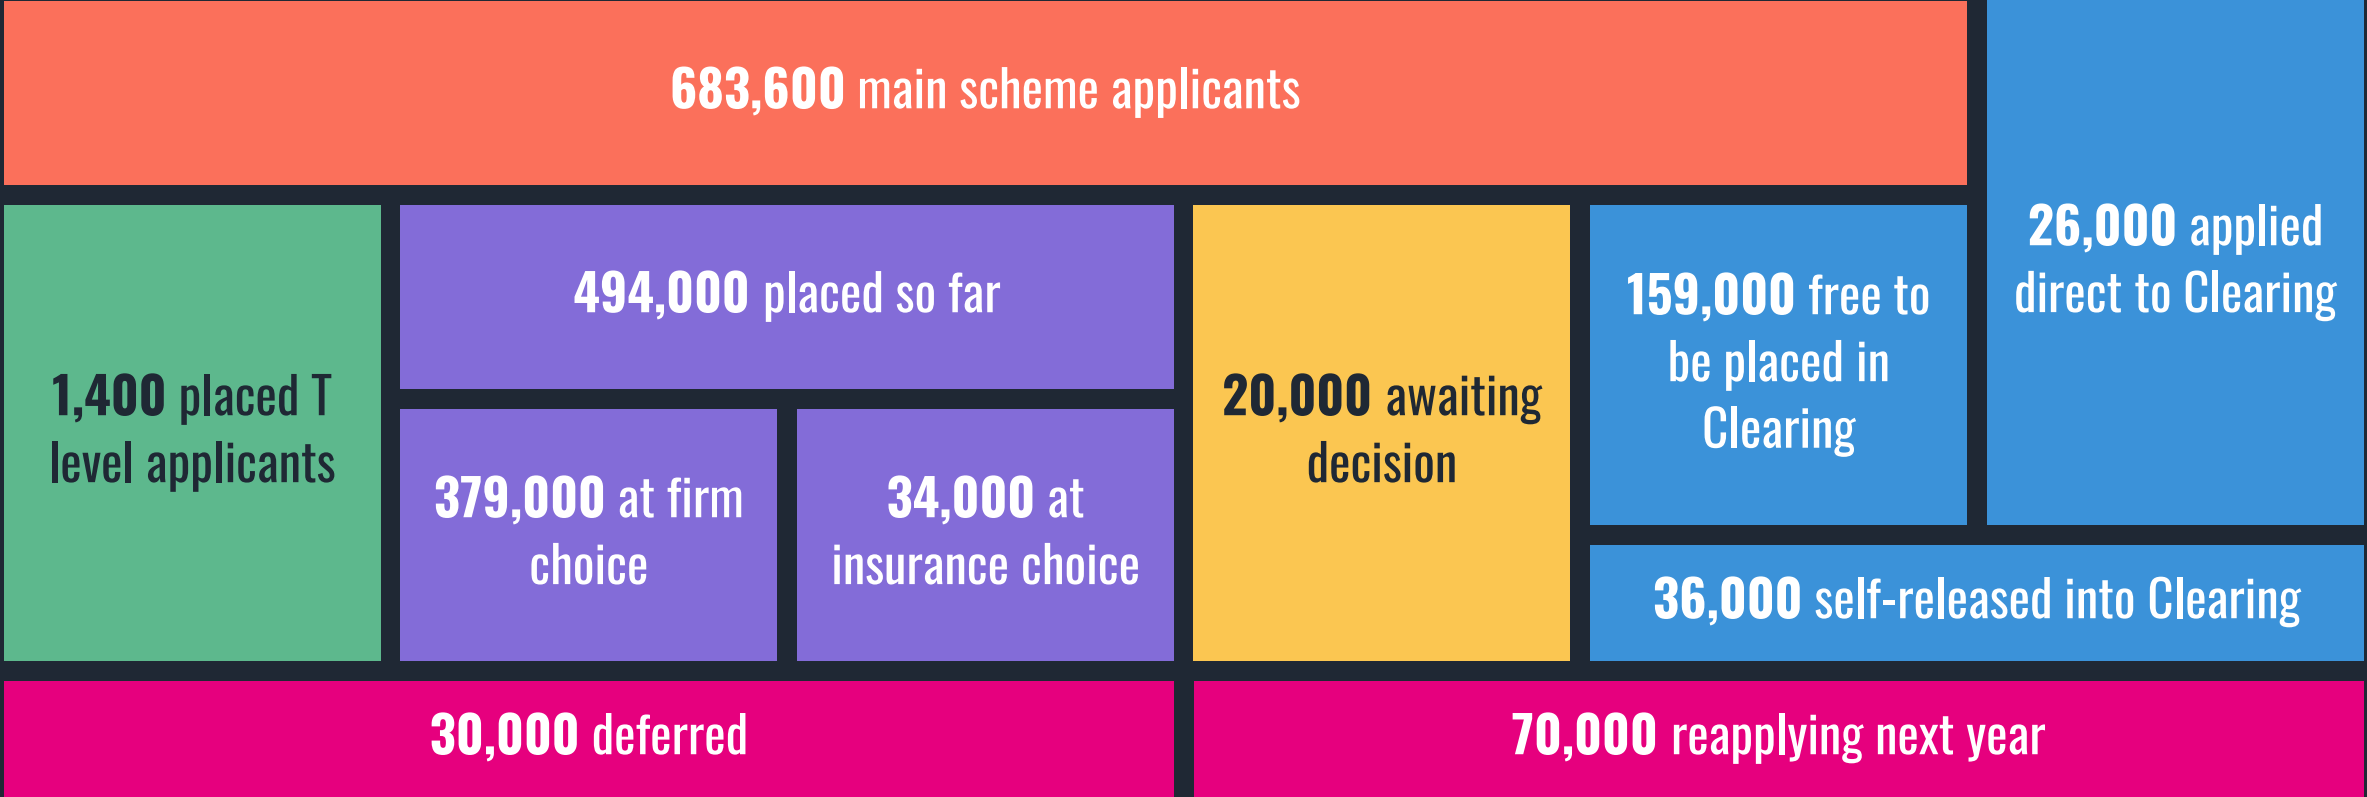 683,600 main scheme applicants
26,000 applied
direct to Clearing
1,400 placed T
level applicants
494,000 placed so far
379,000 at firm
choice
34,000 at
insurance choice
20,000 awaiting
decision
159,000 free to
be placed in
Clearing
36,000 self-released into Clearing
30,000 deferred
70,000 reapplying next year